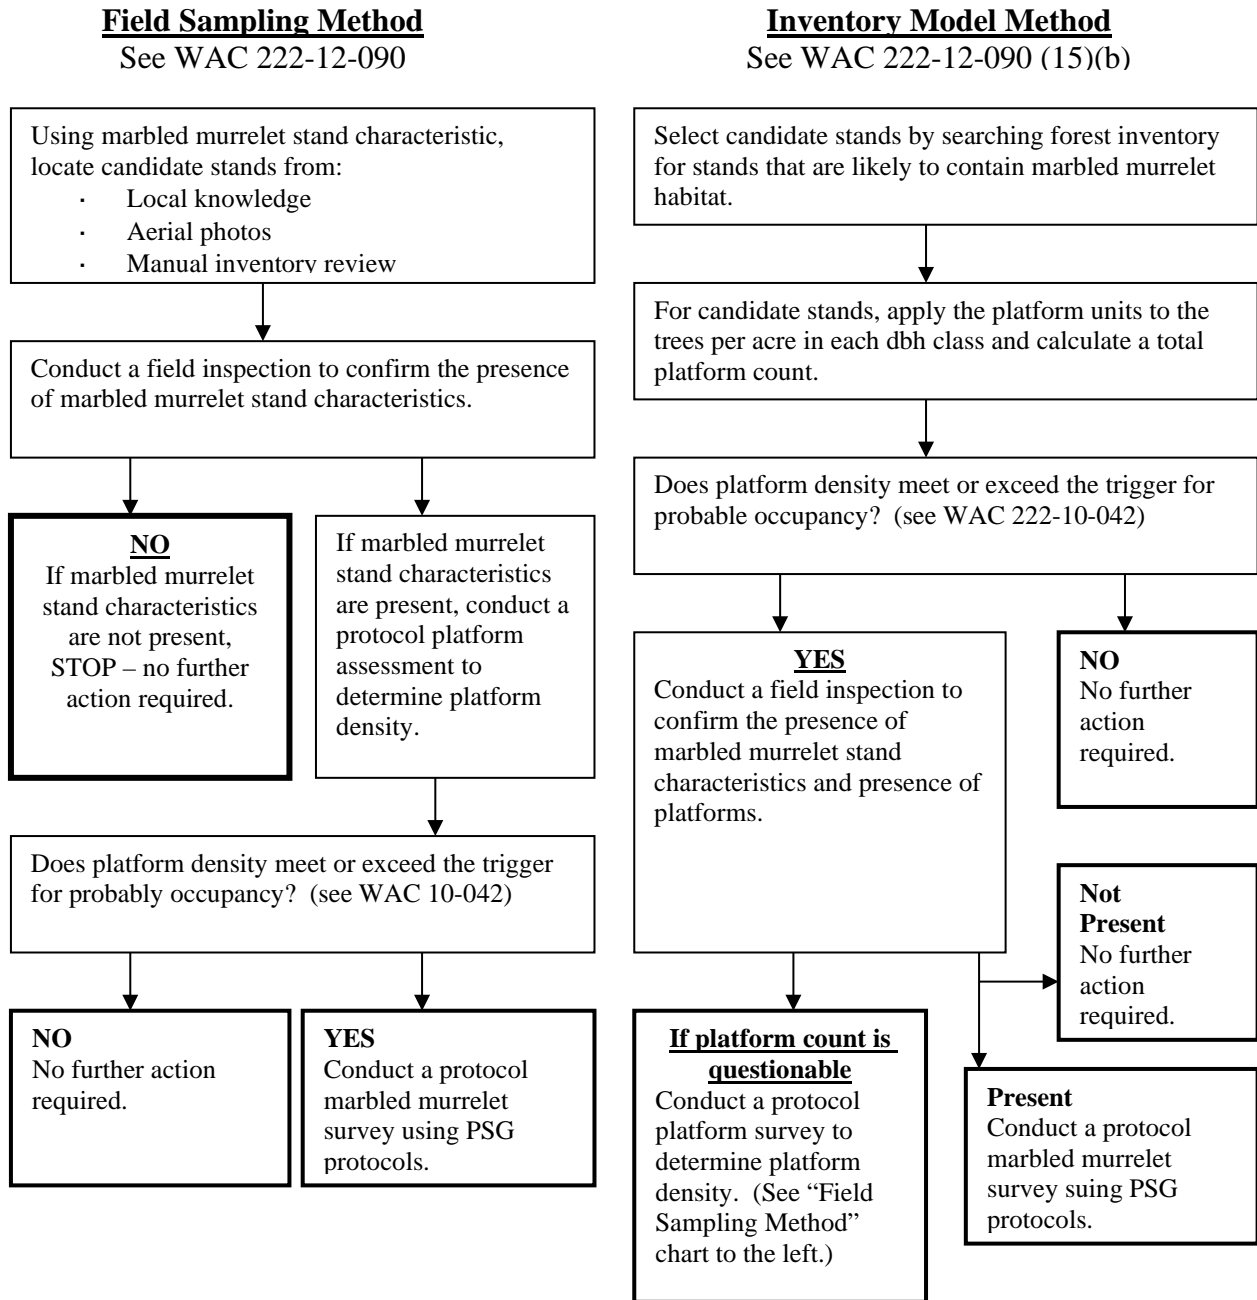 Field Sampling Method
See WAC 222-12-090
Using marbled murrelet stand characteristic,
locate candidate stands from:
· Local knowledge
· Aerial photos
· Manual inventory review
Conduct a field inspection to confirm the presence
of marbled murrelet stand characteristics.
NO
If marbled murrelet
stand characteristics
are not present,
STOP – no further
action required.
If marbled murrelet
stand characteristics
are present, conduct a
protocol platform
assessment to
determine platform
density.
Does platform density meet or exceed the trigger
for probably occupancy?  (see WAC 10-042)
NO
No further action
required.
YES
Conduct a protocol
marbled murrelet
survey using PSG
protocols.
Inventory Model Method
See WAC 222-12-090 (15)(b)
Select candidate stands by searching forest inventory
for stands that are likely to contain marbled murrelet
habitat.
For candidate stands, apply the platform units to the
trees per acre in each dbh class and calculate a total
platform count.
Does platform density meet or exceed the trigger for
probable occupancy?  (see WAC 222-10-042)
YES
Conduct a field inspection to
confirm the presence of
marbled murrelet stand
characteristics and presence of
platforms.
NO
No further
action
required.
Not
Present
No further
action
required.
If platform count is
questionable
Conduct a protocol
platform survey to
determine platform
density.  (See “Field
Sampling Method”
chart to the left.)
Present
Conduct a protocol
marbled murrelet
survey suing PSG
protocols.